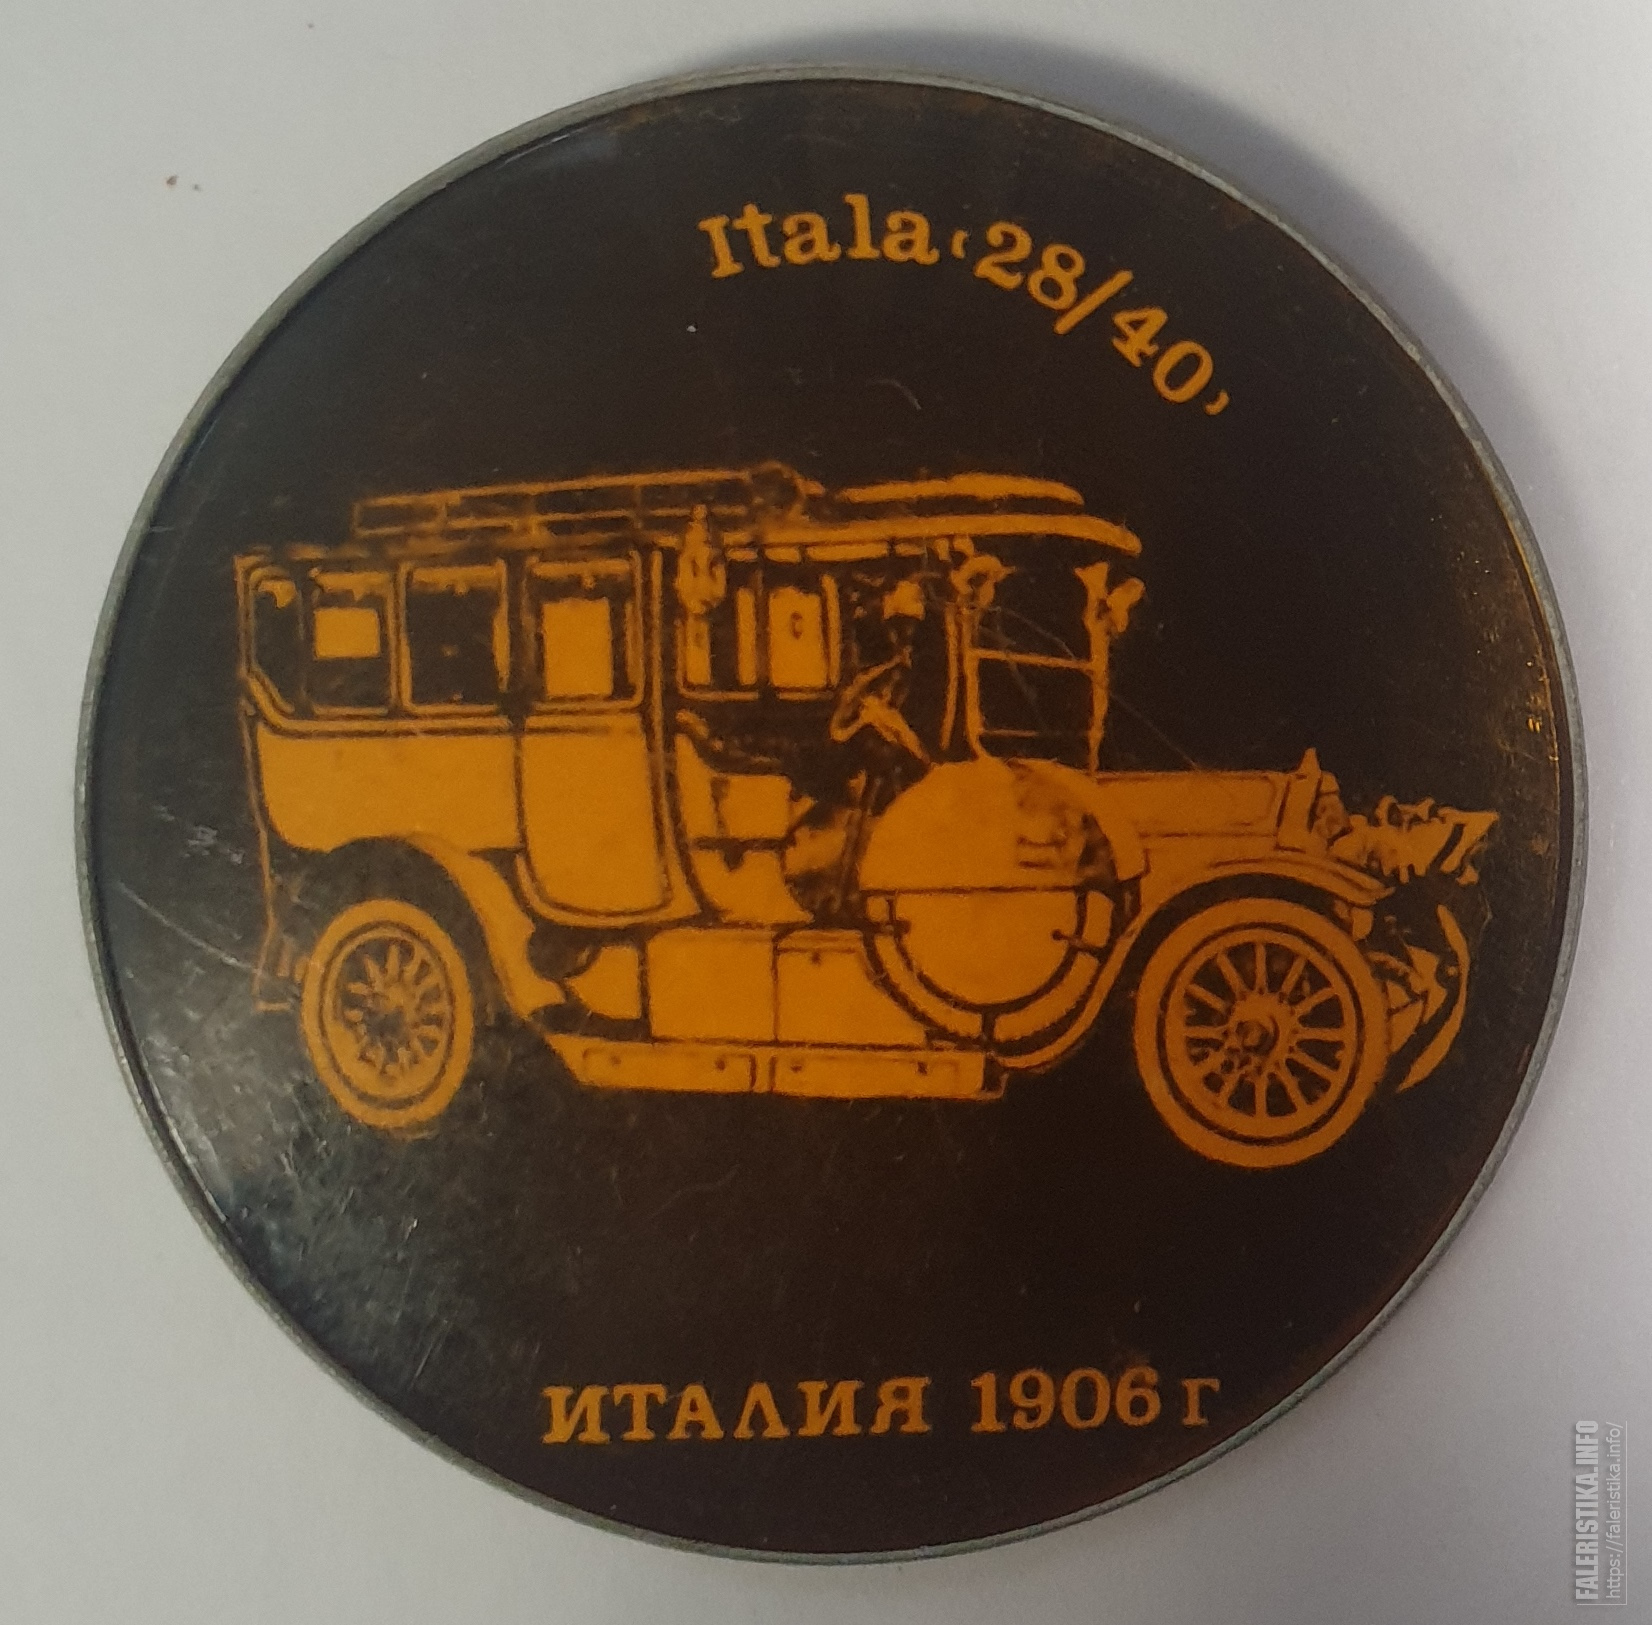 Itala ‹28/40›
ИТАЛИЯ 1906 г
FALERISTIKA.INFO
https://faleristika.info/